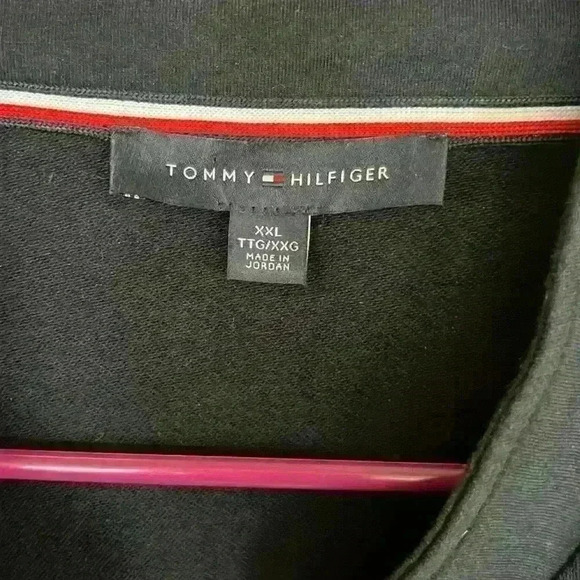 TOMMY HILFIGER
XXL
TTG/XXG
MADE IN
JORDAN